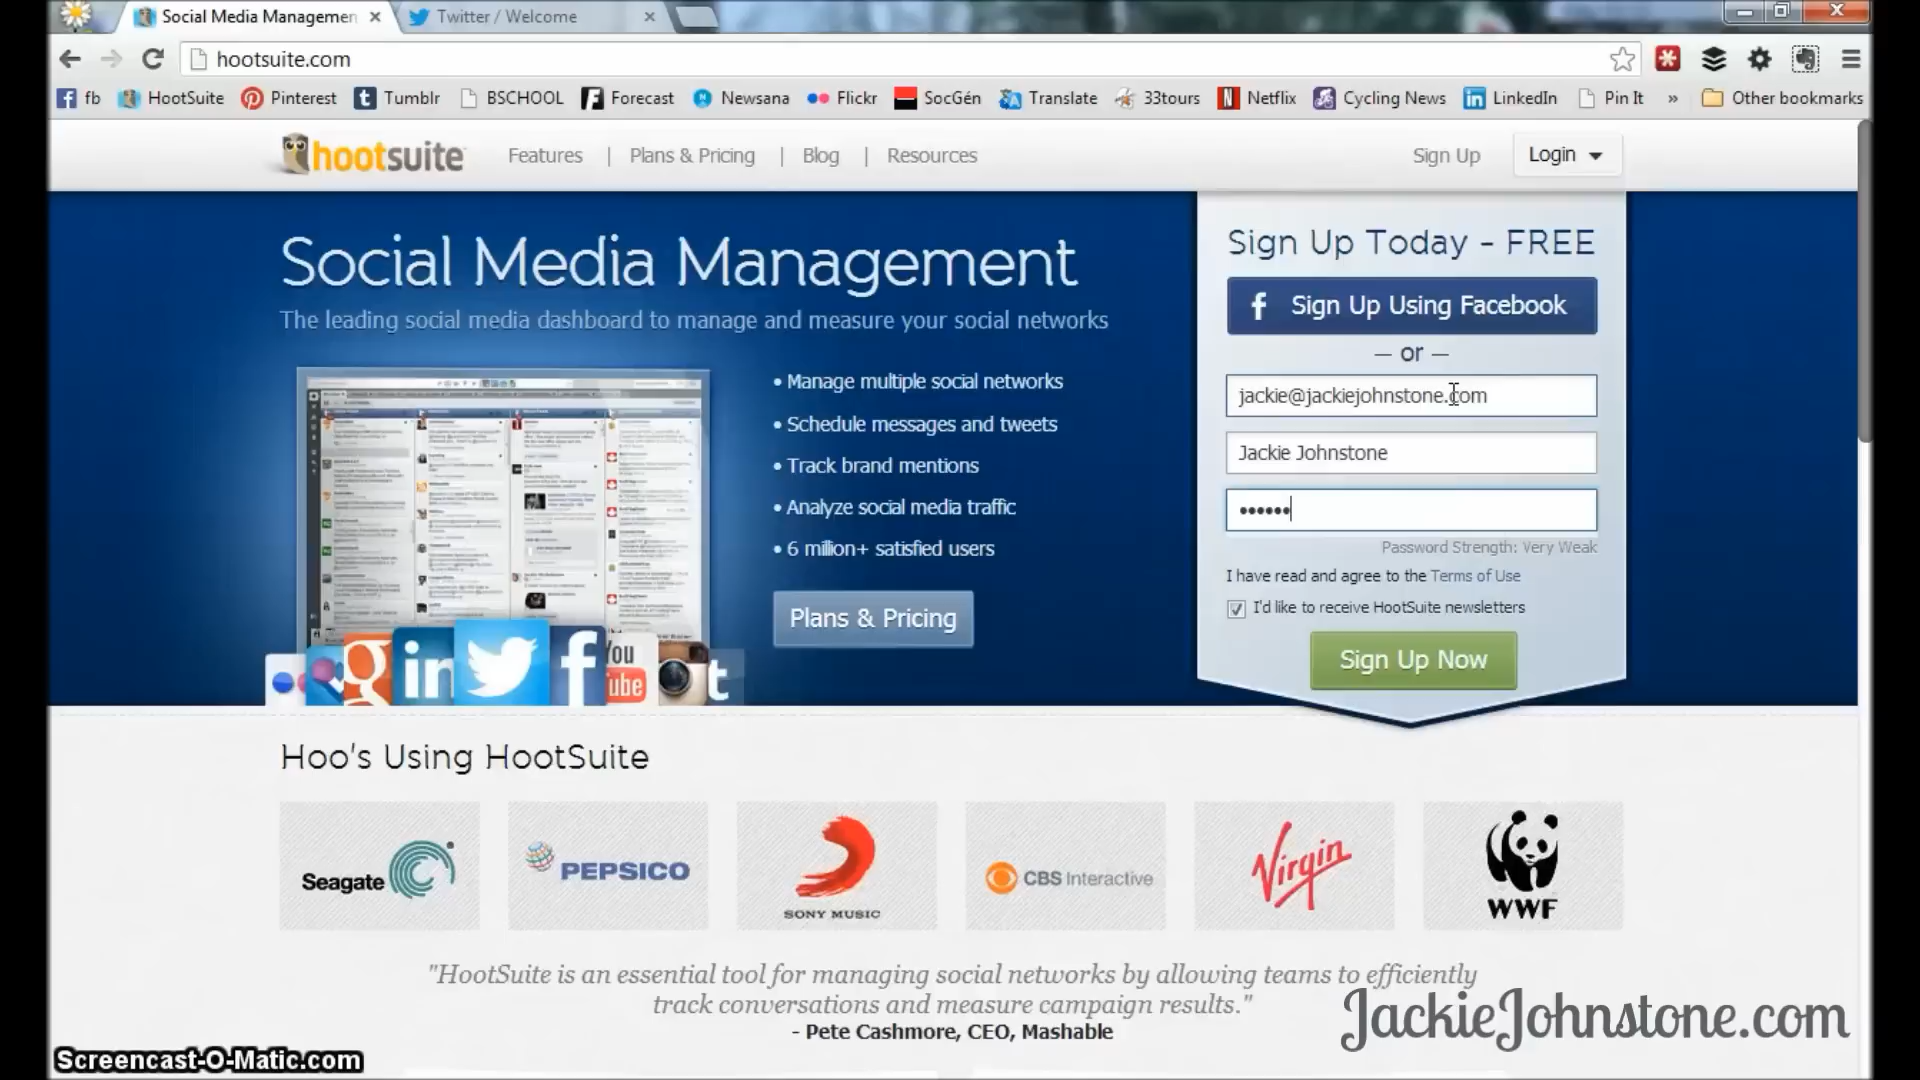 Social Media Managemen
Twitter / Welcome
hootsuite.com
fb
HootSuite
Pinterest
Tumblr
BSCHOOL
Forecast
Newsana
Flickr
SocGén
Translate
33tours
Netflix
Cycling News
LinkedIn
Pin It
»
Other bookmarks
hootsuite
Features | Plans & Pricing | Blog | Resources
Sign Up
Login
Social Media Management
The leading social media dashboard to manage and measure your social networks
• Manage multiple social networks
• Schedule messages and tweets
• Track brand mentions
• Analyze social media traffic
• 6 million+ satisfied users
Plans & Pricing
g in f You Tube t
Sign Up Today - FREE
f Sign Up Using Facebook
— or —
jackie@jackiejohnstone.com
Jackie Johnstone
••••••
Password Strength: Very Weak
I have read and agree to the Terms of Use
I'd like to receive HootSuite newsletters
Sign Up Now
Hoo's Using HootSuite
Seagate
PEPSICO
SONY MUSIC
CBS Interactive
Virgin
WWF
"HootSuite is an essential tool for managing social networks by allowing teams to efficiently
track conversations and measure campaign results."
- Pete Cashmore, CEO, Mashable
JackieJohnstone.com
Screencast-O-Matic.com